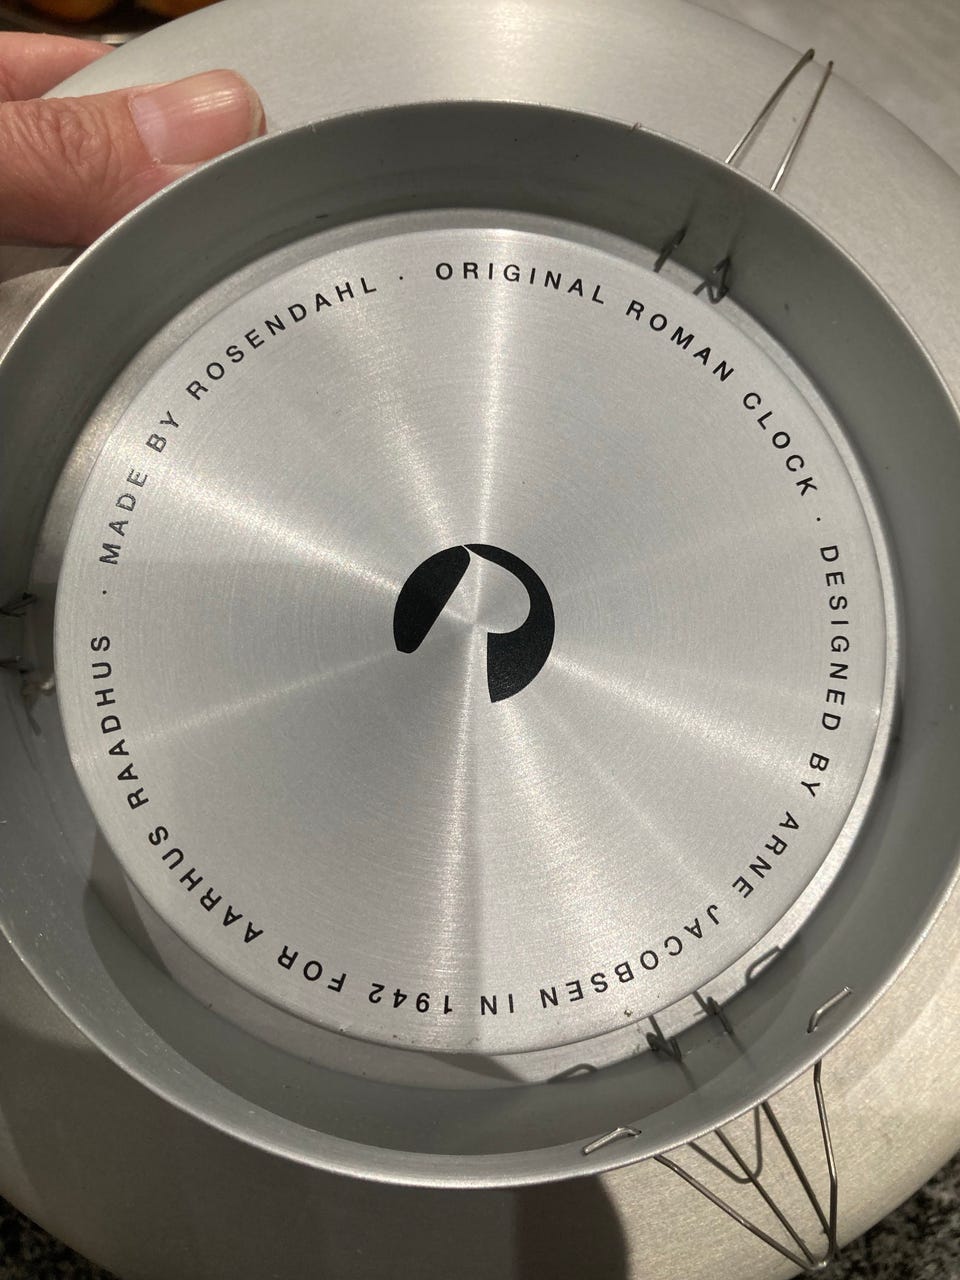 ORIGINAL ROMAN CLOCK · DESIGNED BY ARNE JACOBSEN IN 1942 FOR AARHUS RAADHUS · MADE BY ROSENDAHL ·